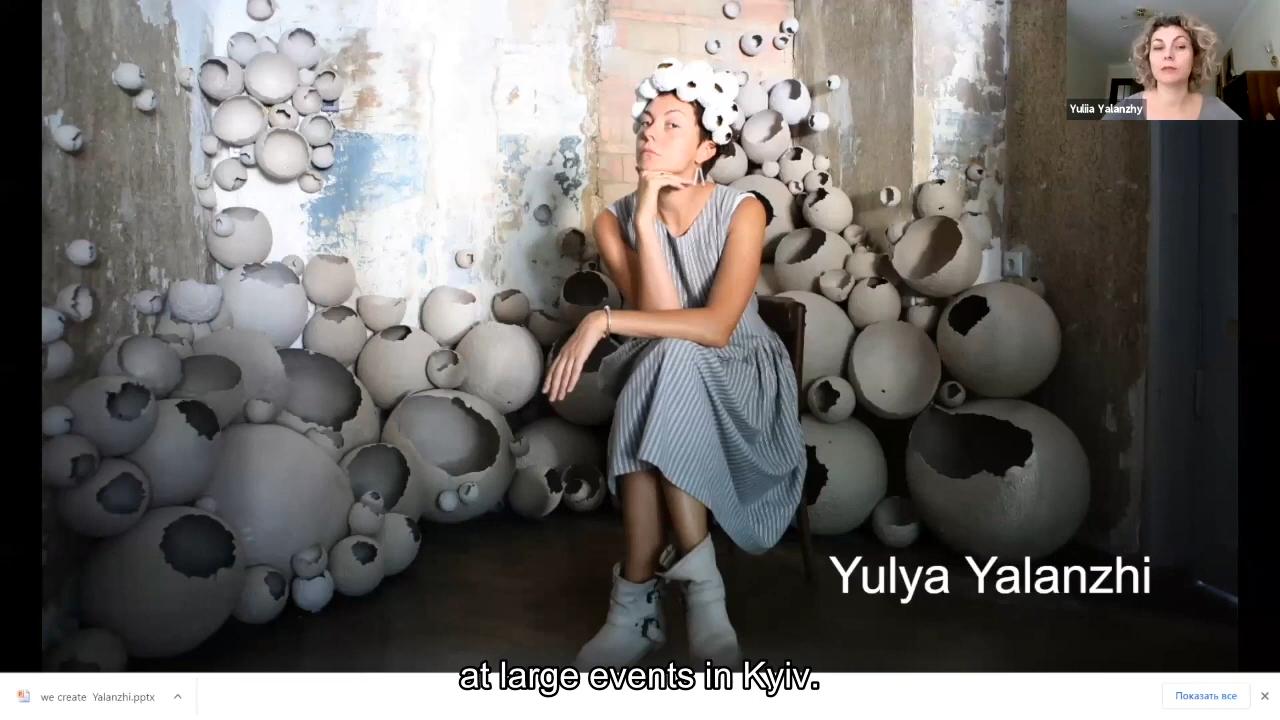 Yuliia Yalanzhy
Yulya Yalanzhi
at large events in Kyiv.
we create Yalanzhi.pptx
Показать все